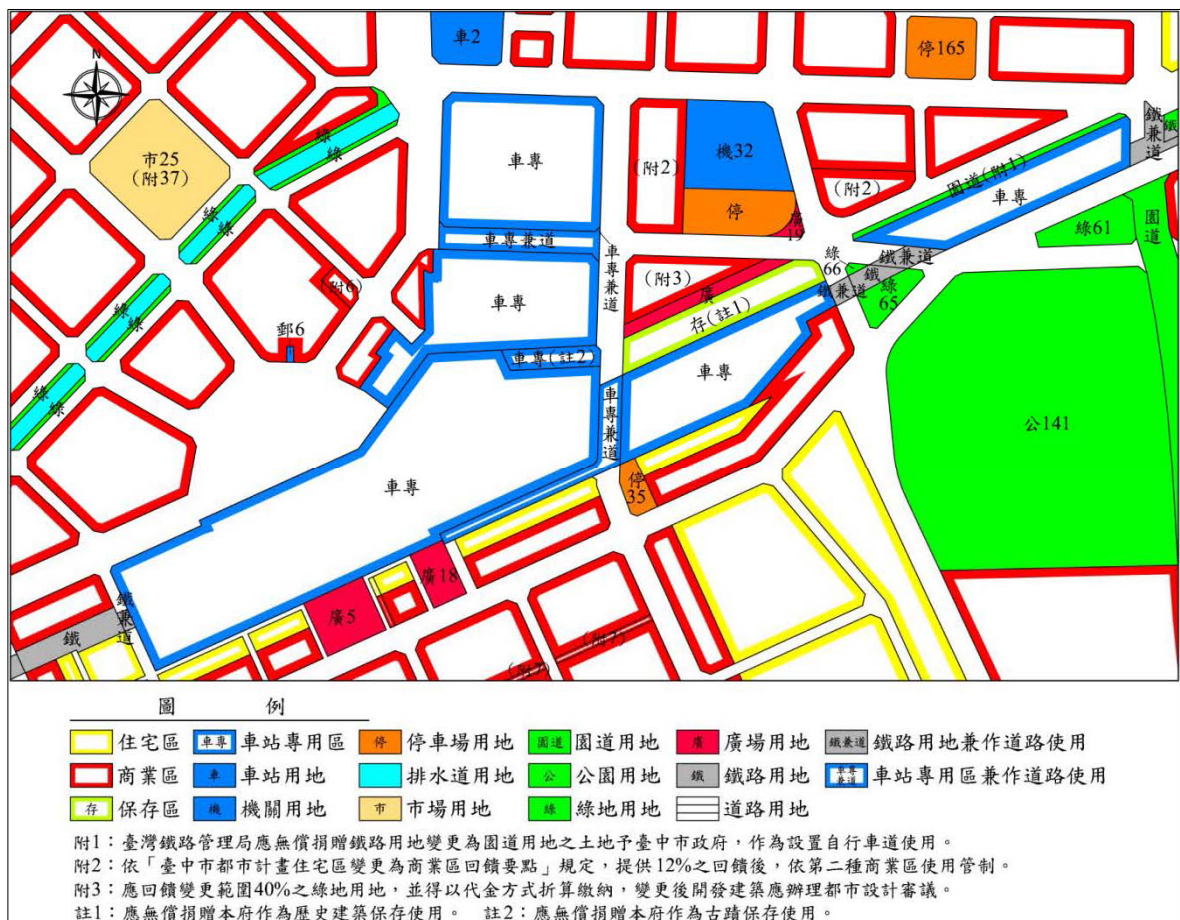 N
車2
停165
市25
(附37)
綠
綠
車專
(附2)
機32
停
廣
19
(附2)
園道(附1)
車專
鐵兼道
鐵
綠
綠
車專兼道
車專兼道
綠61
園道
(附6)
車專
(附3)
廣
存(註1)
綠
66
鐵兼道
鐵
鐵兼道
綠
65
綠
綠
郵6
車專(註2)
車專
車專兼道
公141
綠
綠
車專
停
35
廣18
廣5
鐵兼道
鐵
(附7)
(附7)
圖 例
住宅區
車專 車站專用區
停 停車場用地
園道 園道用地
廣 廣場用地
鐵兼道 鐵路用地兼作道路使用
商業區
車 車站用地
排水道用地
公 公園用地
鐵 鐵路用地
車專兼道 車站專用區兼作道路使用
存 保存區
機 機關用地
市 市場用地
綠 綠地用地
道路用地
附1：臺灣鐵路管理局應無償捐贈鐵路用地變更為園道用地之土地予臺中市政府，作為設置自行車道使用。
附2：依「臺中市都市計畫住宅區變更為商業區回饋要點」規定，提供12%之回饋後，依第二種商業區使用管制。
附3：應回饋變更範圍40%之綠地用地，並得以代金方式折算繳納，變更後開發建築應辦理都市設計審議。
註1：應無償捐贈本府作為歷史建築保存使用。 註2：應無償捐贈本府作為古蹟保存使用。